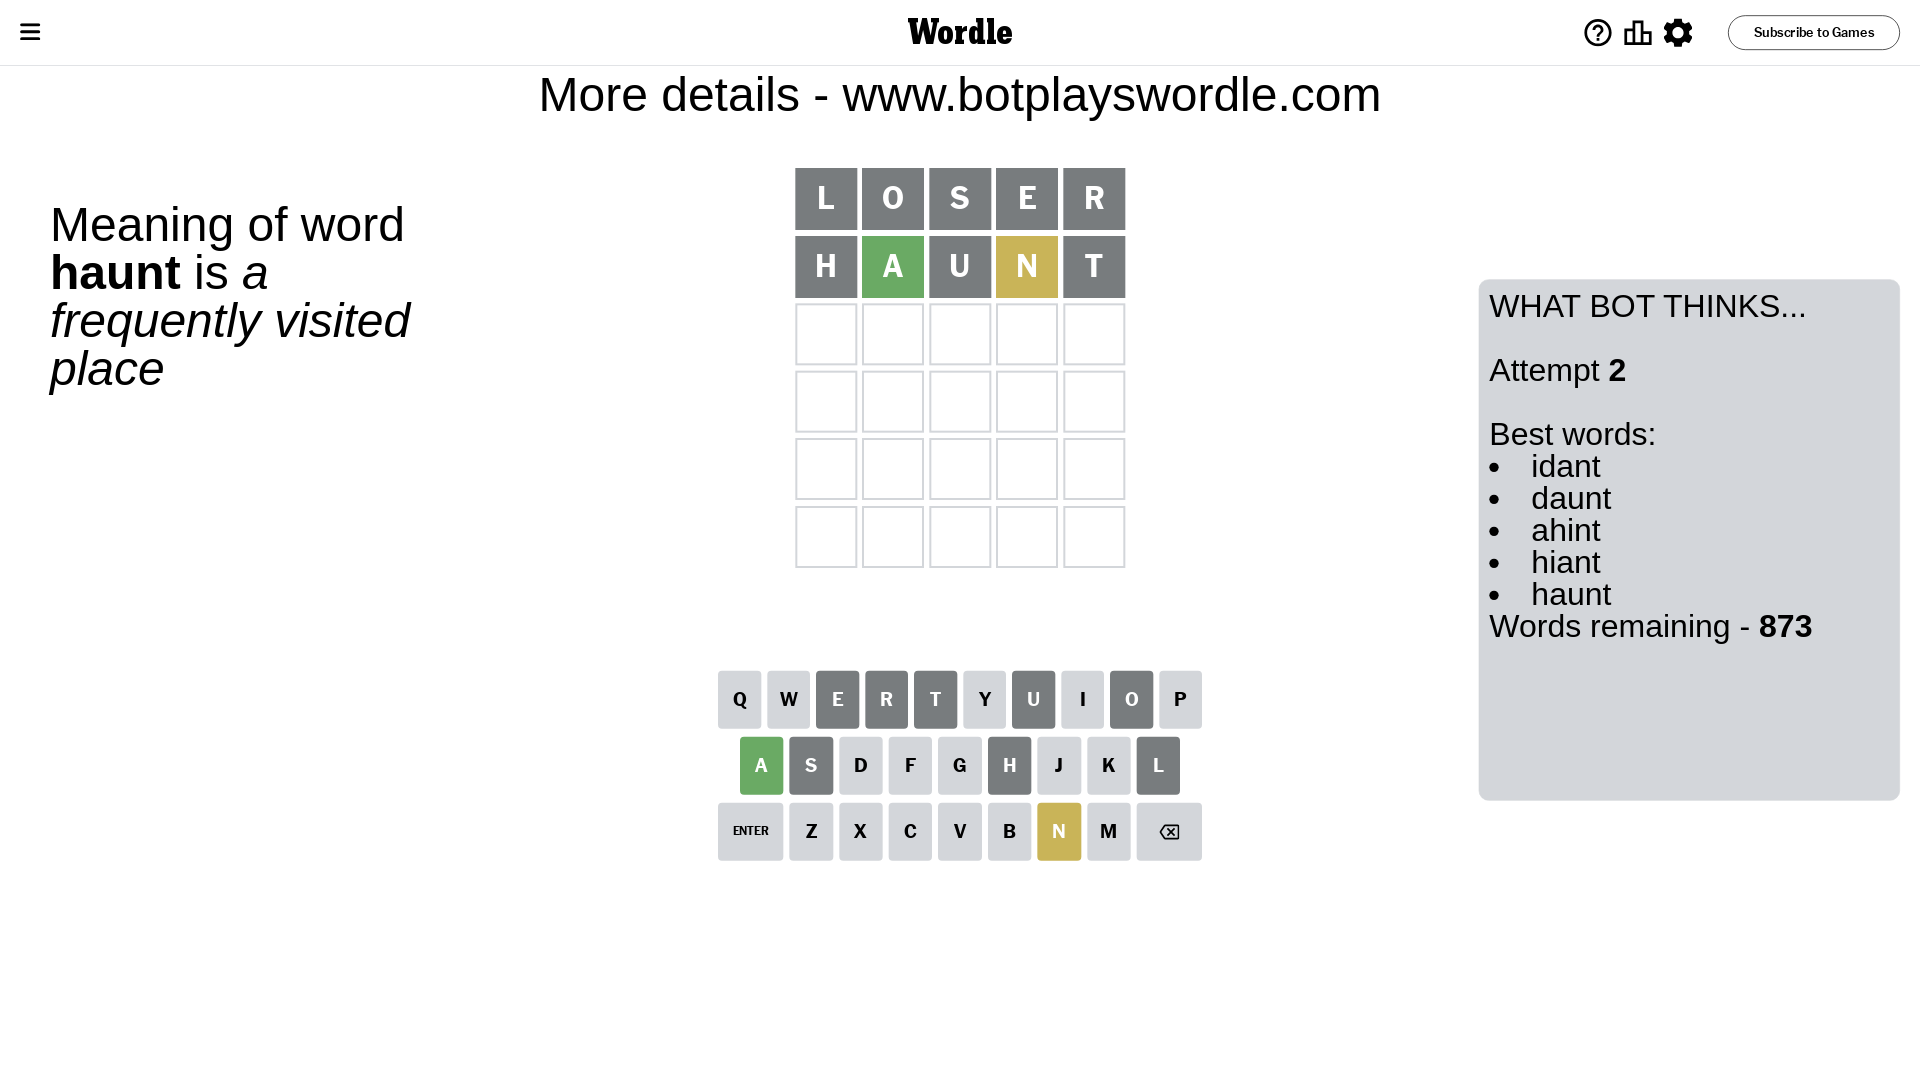 Wordle
Subscribe to Games
More details - www.botplayswordle.com
Meaning of word
haunt is a
frequently visited
place
L O S E R
H A U N T
WHAT BOT THINKS...
Attempt 2
Best words:
• idant
• daunt
• ahint
• hiant
• haunt
Words remaining - 873
Q W E R T Y U I O P
A S D F G H J K L
ENTER Z X C V B N M